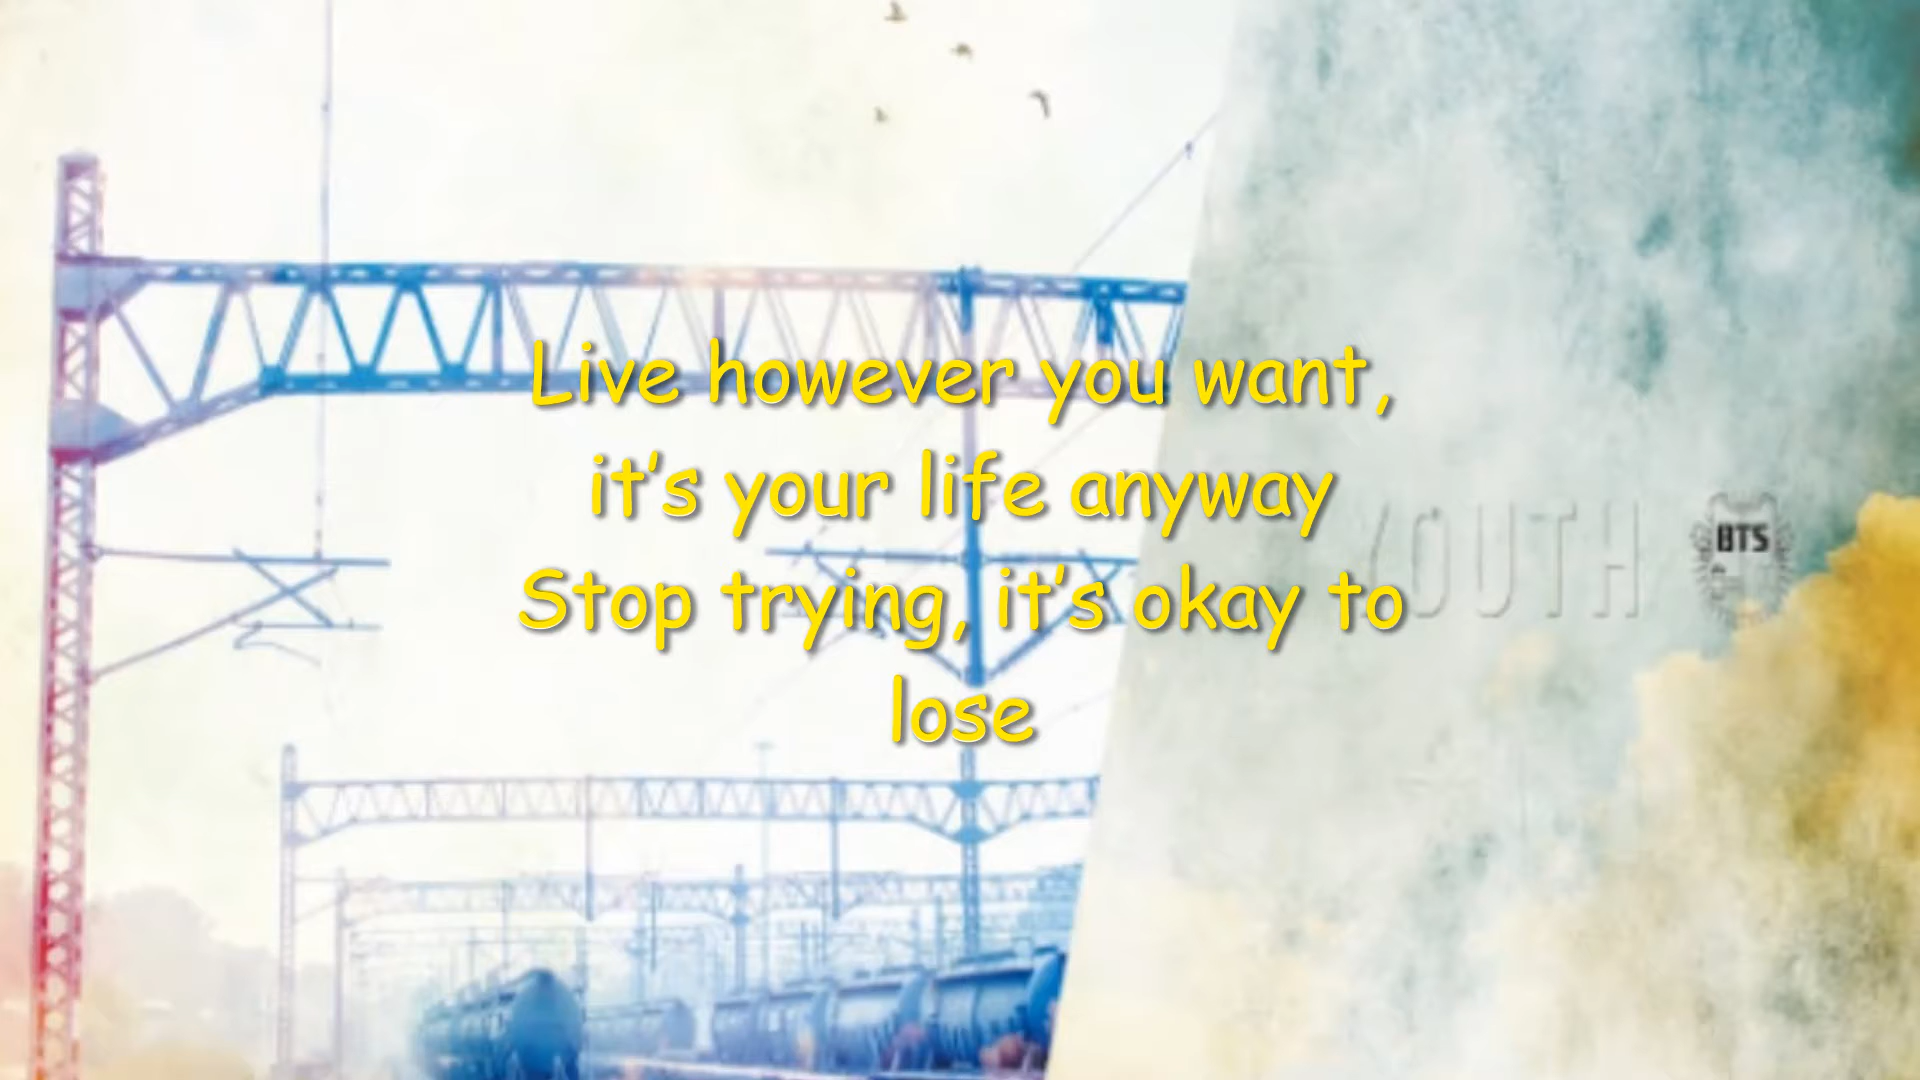 Live however you want,
it's your life anyway
Stop trying, it's okay to
lose
YOUTH
BTS